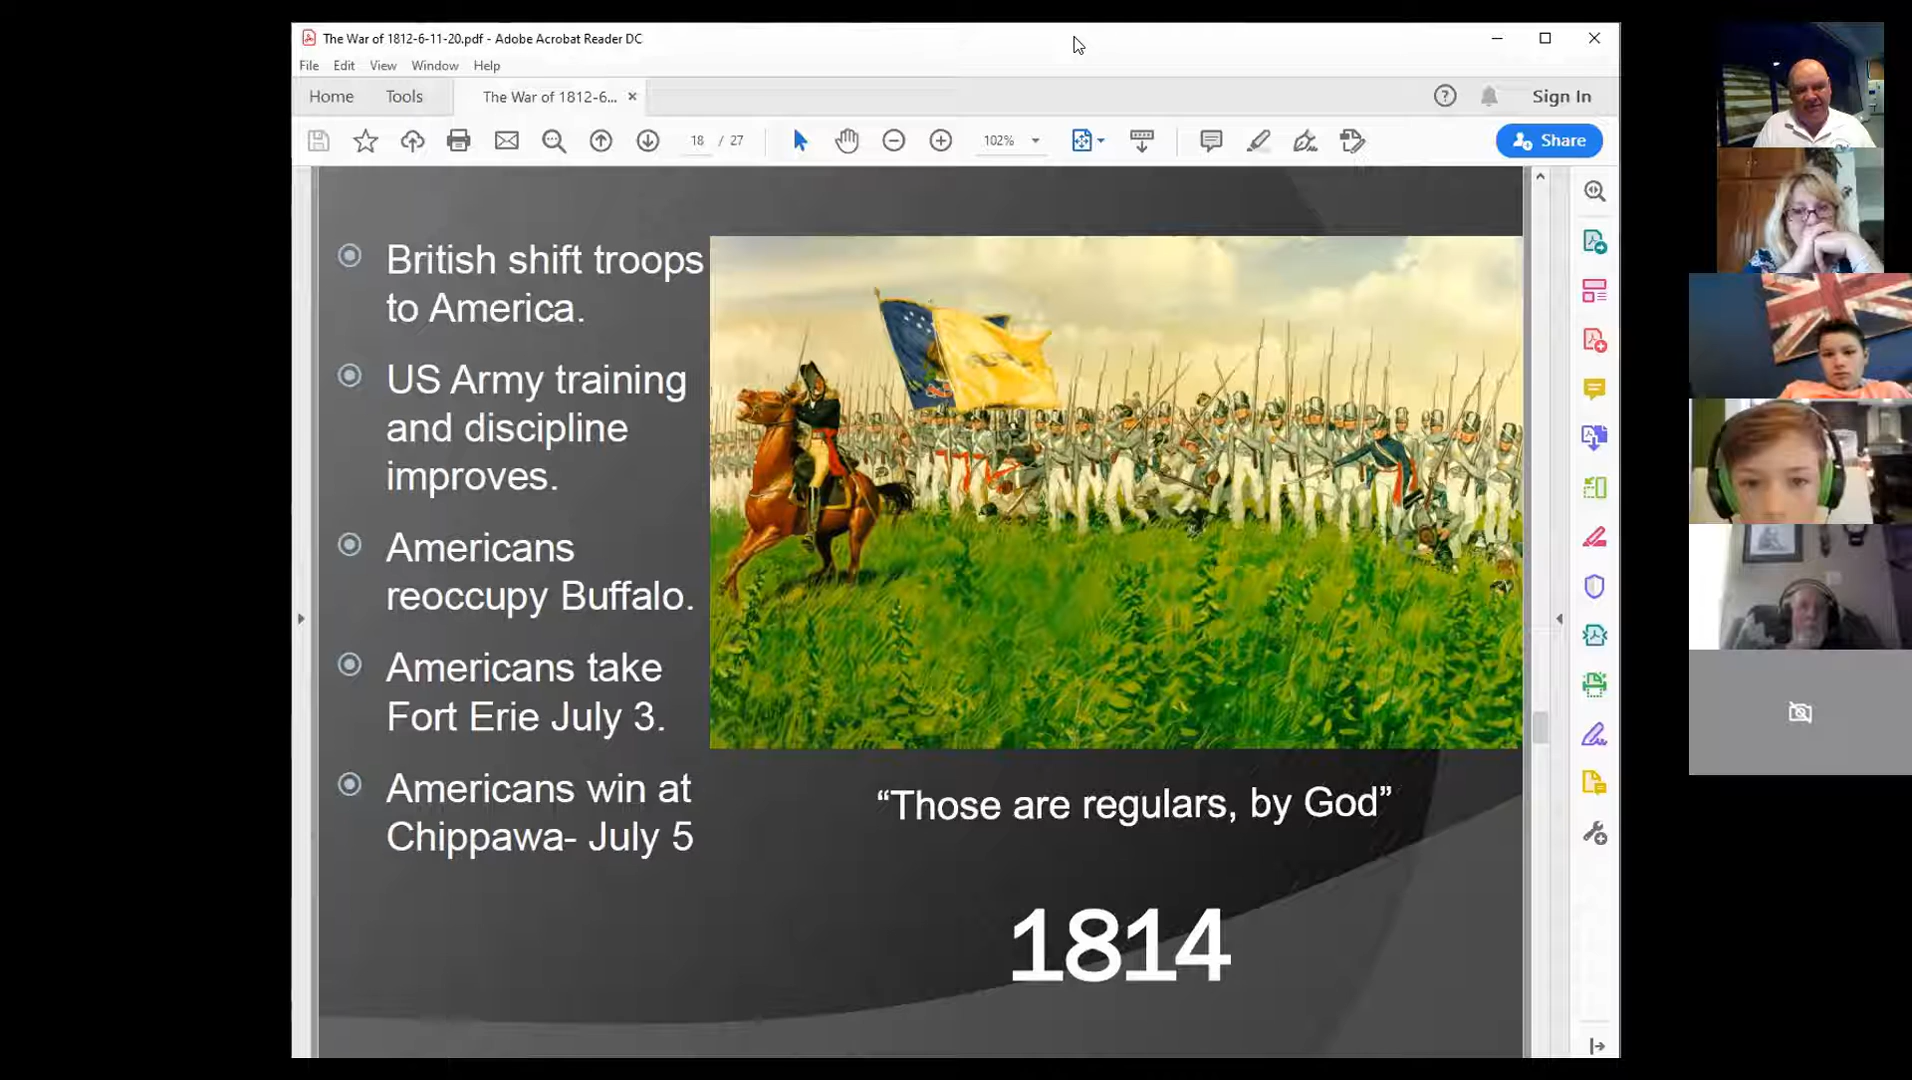 The War of 1812-6-11-20.pdf - Adobe Acrobat Reader DC
File Edit View Window Help
Home Tools The War of 1812-6... Sign In
18 / 27 102% Share
British shift troops
to America.
US Army training
and discipline
improves.
Americans
reoccupy Buffalo.
Americans take
Fort Erie July 3.
Americans win at
Chippawa- July 5
“Those are regulars, by God”
1814